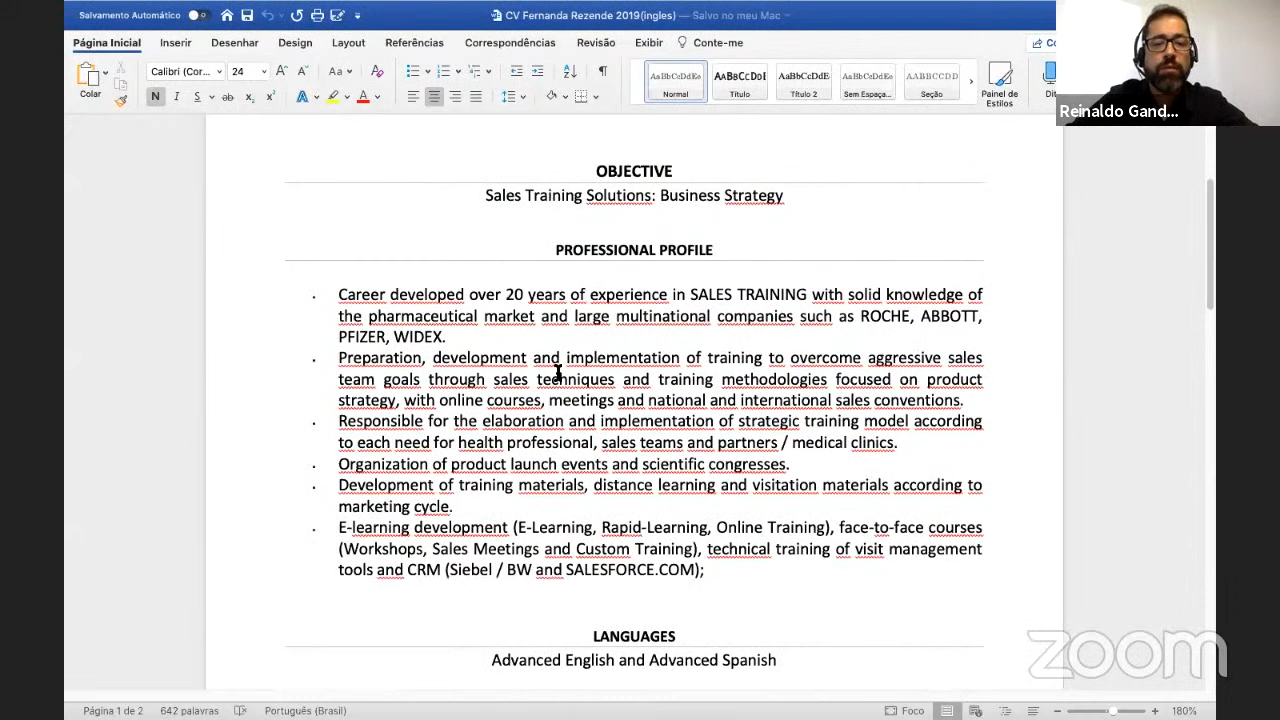 Salvamento Automático
CV Fernanda Rezende 2019(ingles) — Salvo no meu Mac
Página Inicial Inserir Desenhar Design Layout Referências Correspondências Revisão Exibir Conte-me
Colar
Calibri (Cor... 24
AaBbCcDdEe AaBbCcDdE AaBbCcDdE AaBbCcDdEe AaBbCcDd
Normal Título Título 2 Sem Espaça... Seção
Painel de Estilos
Reinaldo Gand...
OBJECTIVE
Sales Training Solutions: Business Strategy
PROFESSIONAL PROFILE
Career developed over 20 years of experience in SALES TRAINING with solid knowledge of
the pharmaceutical market and large multinational companies such as ROCHE, ABBOTT,
PFIZER, WIDEX.
Preparation, development and implementation of training to overcome aggressive sales
team goals through sales techniques and training methodologies focused on product
strategy, with online courses, meetings and national and international sales conventions.
Responsible for the elaboration and implementation of strategic training model according
to each need for health professional, sales teams and partners / medical clinics.
Organization of product launch events and scientific congresses.
Development of training materials, distance learning and visitation materials according to
marketing cycle.
E-learning development (E-Learning, Rapid-Learning, Online Training), face-to-face courses
(Workshops, Sales Meetings and Custom Training), technical training of visit management
tools and CRM (Siebel / BW and SALESFORCE.COM);
LANGUAGES
Advanced English and Advanced Spanish
zoom
Página 1 de 2 642 palavras Português (Brasil) Foco 180%